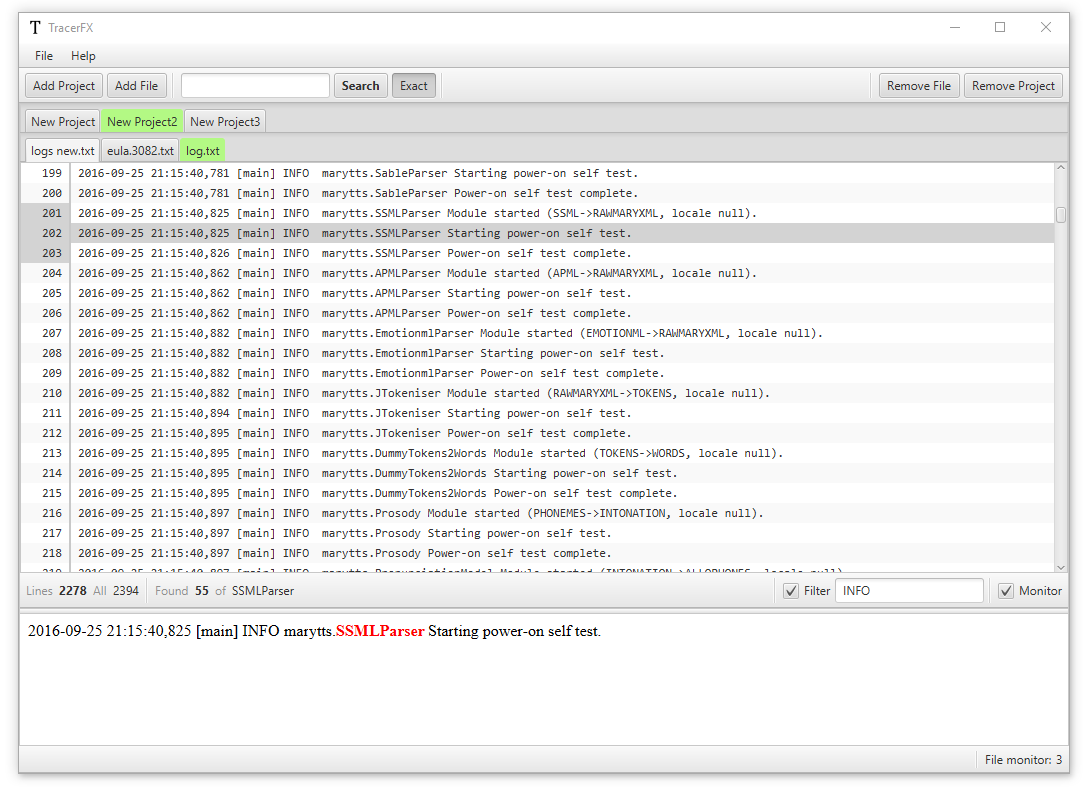 T TracerFX
File Help
Add Project Add File Search Exact Remove File Remove Project
New Project New Project2 New Project3
logs new.txt eula.3082.txt log.txt
199 2016-09-25 21:15:40,781 [main] INFO marytts.SableParser Starting power-on self test.
200 2016-09-25 21:15:40,781 [main] INFO marytts.SableParser Power-on self test complete.
201 2016-09-25 21:15:40,825 [main] INFO marytts.SSMLParser Module started (SSML->RAWMARYXML, locale null).
202 2016-09-25 21:15:40,825 [main] INFO marytts.SSMLParser Starting power-on self test.
203 2016-09-25 21:15:40,826 [main] INFO marytts.SSMLParser Power-on self test complete.
204 2016-09-25 21:15:40,862 [main] INFO marytts.APMLParser Module started (APML->RAWMARYXML, locale null).
205 2016-09-25 21:15:40,862 [main] INFO marytts.APMLParser Starting power-on self test.
206 2016-09-25 21:15:40,862 [main] INFO marytts.APMLParser Power-on self test complete.
207 2016-09-25 21:15:40,882 [main] INFO marytts.EmotionmlParser Module started (EMOTIONML->RAWMARYXML, locale null).
208 2016-09-25 21:15:40,882 [main] INFO marytts.EmotionmlParser Starting power-on self test.
209 2016-09-25 21:15:40,882 [main] INFO marytts.EmotionmlParser Power-on self test complete.
210 2016-09-25 21:15:40,882 [main] INFO marytts.JTokeniser Module started (RAWMARYXML->TOKENS, locale null).
211 2016-09-25 21:15:40,894 [main] INFO marytts.JTokeniser Starting power-on self test.
212 2016-09-25 21:15:40,895 [main] INFO marytts.JTokeniser Power-on self test complete.
213 2016-09-25 21:15:40,895 [main] INFO marytts.DummyTokens2Words Module started (TOKENS->WORDS, locale null).
214 2016-09-25 21:15:40,895 [main] INFO marytts.DummyTokens2Words Starting power-on self test.
215 2016-09-25 21:15:40,895 [main] INFO marytts.DummyTokens2Words Power-on self test complete.
216 2016-09-25 21:15:40,897 [main] INFO marytts.Prosody Module started (PHONEMES->INTONATION, locale null).
217 2016-09-25 21:15:40,897 [main] INFO marytts.Prosody Starting power-on self test.
218 2016-09-25 21:15:40,897 [main] INFO marytts.Prosody Power-on self test complete.
219 2016-09-25 21:15:40,897 [main] INFO marytts.PronunciationModel Module started (INTONATION->ALLOPHONES, locale null).
Lines 2278 All 2394 Found 55 of SSMLParser Filter INFO Monitor
2016-09-25 21:15:40,825 [main] INFO marytts.SSMLParser Starting power-on self test.
File monitor: 3